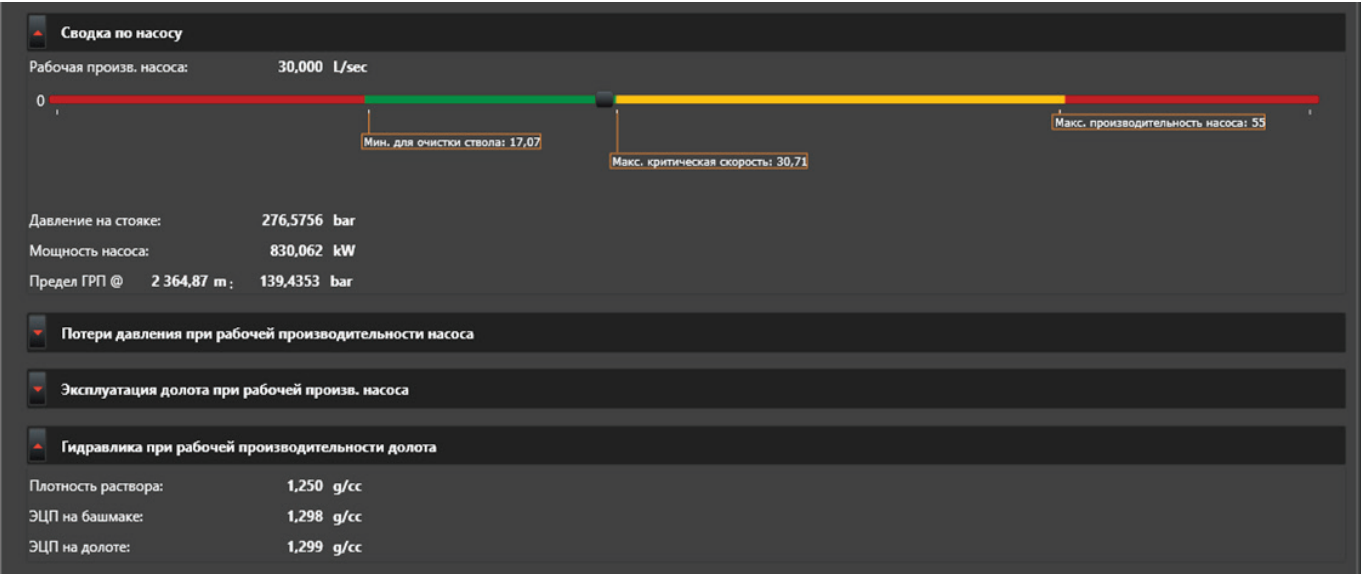 Сводка по насосу
Рабочая произв. насоса: 30,000 L/sec
0
Макс. производительность насоса: 55
Мин. для очистки ствола: 17,07
Макс. критическая скорость: 30,71
Давление на стояке: 276,5756 bar
Мощность насоса: 830,062 kW
Предел ГРП @ 2 364,87 m : 139,4353 bar
Потери давления при рабочей производительности насоса
Эксплуатация долота при рабочей произв. насоса
Гидравлика при рабочей производительности долота
Плотность раствора: 1,250 g/cc
ЭЦП на башмаке: 1,298 g/cc
ЭЦП на долоте: 1,299 g/cc